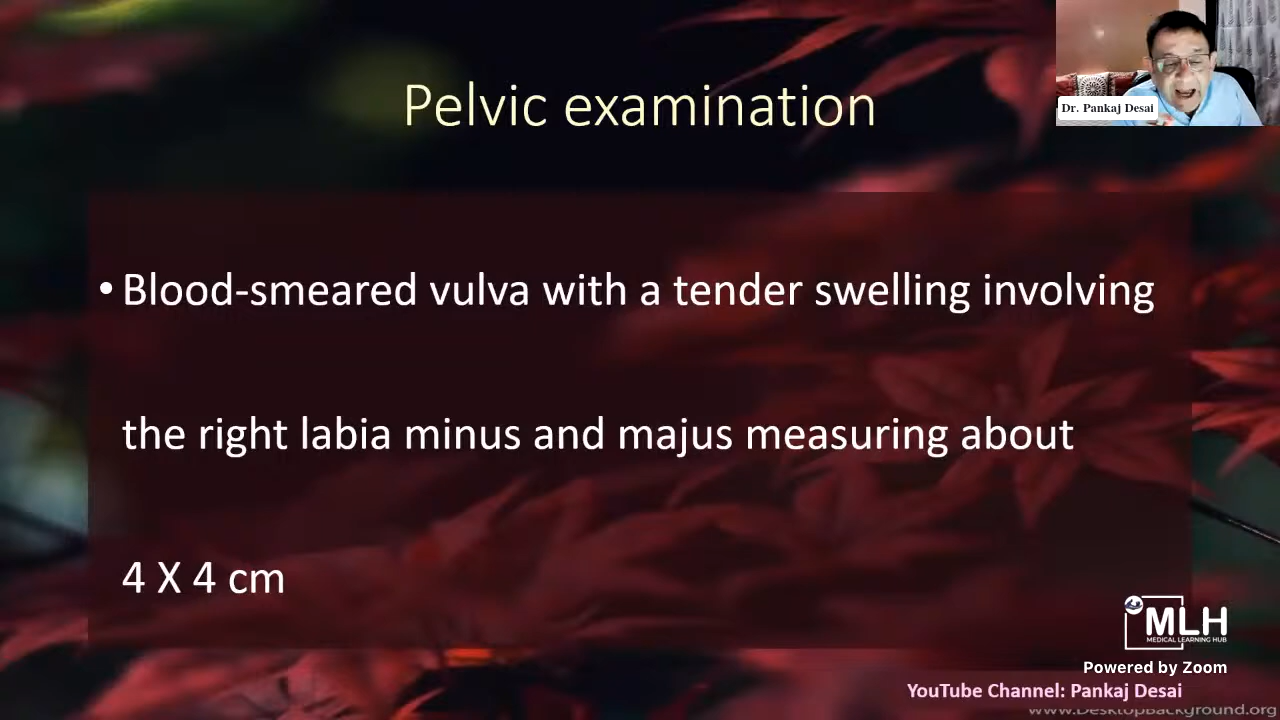 Pelvic examination
Dr. Pankaj Desai
• Blood-smeared vulva with a tender swelling involving
the right labia minus and majus measuring about
4 X 4 cm
MLH
MEDICAL LEARNING HUB
Powered by Zoom
YouTube Channel: Pankaj Desai
www.DesktopBackground.org